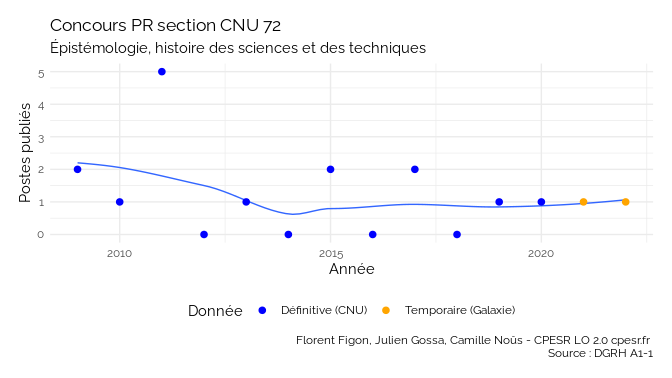 Concours PR section CNU 72
Épistémologie, histoire des sciences et des techniques
Postes publiés
5
4
3
2
1
0
2010 2015 2020
Année
Donnée Définitive (CNU) Temporaire (Galaxie)
Florent Figon, Julien Gossa, Camille Noûs - CPESR LO 2.0 cpesr.fr
Source : DGRH A1-1